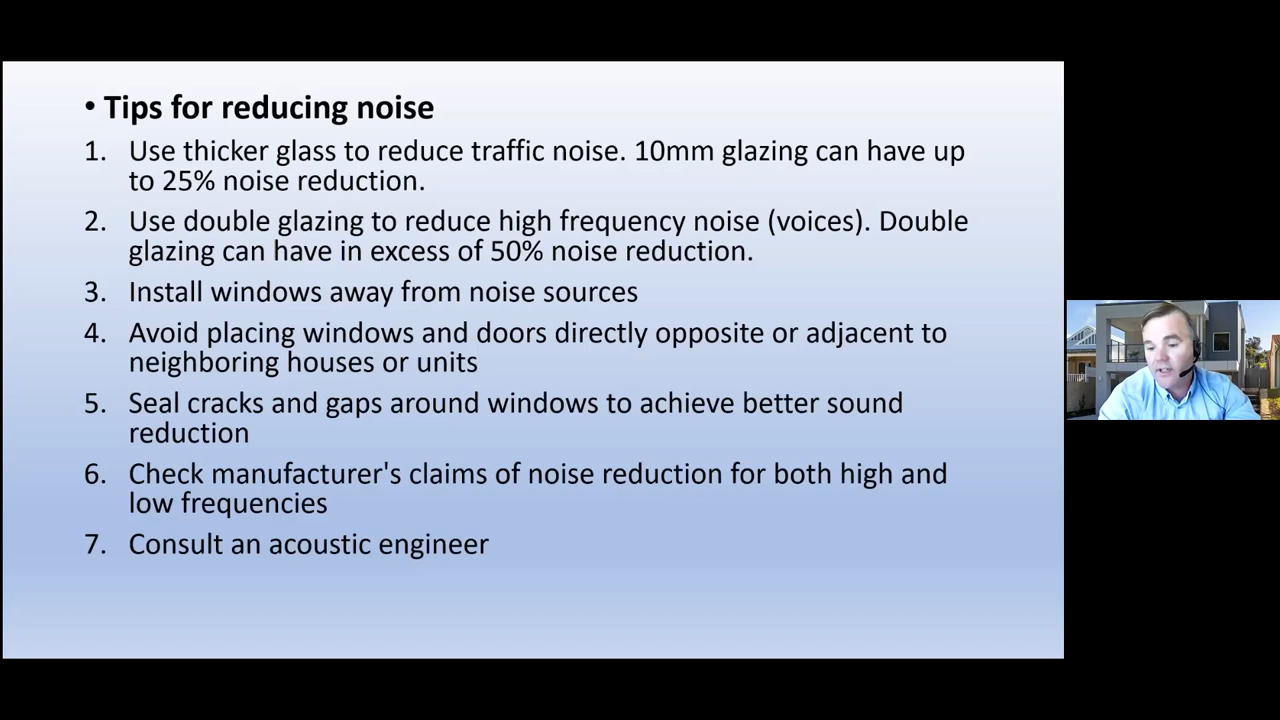 • Tips for reducing noise
1. Use thicker glass to reduce traffic noise. 10mm glazing can have up
to 25% noise reduction.
2. Use double glazing to reduce high frequency noise (voices). Double
glazing can have in excess of 50% noise reduction.
3. Install windows away from noise sources
4. Avoid placing windows and doors directly opposite or adjacent to
neighboring houses or units
5. Seal cracks and gaps around windows to achieve better sound
reduction
6. Check manufacturer's claims of noise reduction for both high and
low frequencies
7. Consult an acoustic engineer